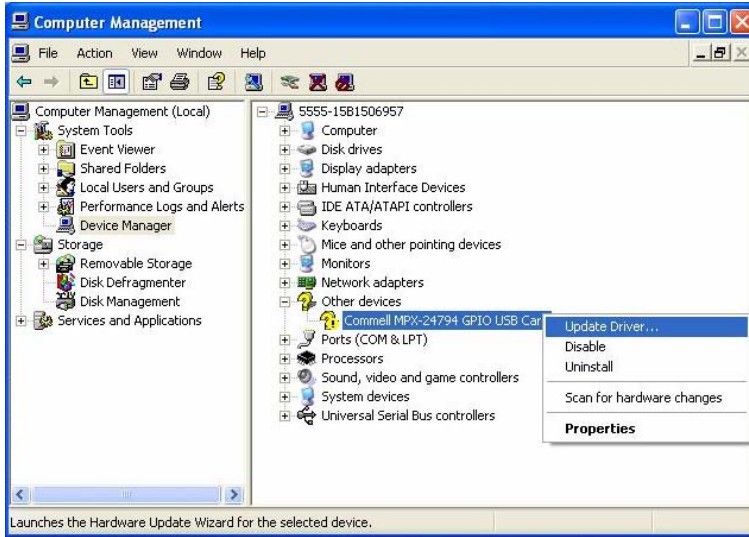 Computer Management
File Action View Window Help
Computer Management (Local)
System Tools
Event Viewer
Shared Folders
Local Users and Groups
Performance Logs and Alerts
Device Manager
Storage
Removable Storage
Disk Defragmenter
Disk Management
Services and Applications
5555-15B1506957
Computer
Disk drives
Display adapters
Human Interface Devices
IDE ATA/ATAPI controllers
Keyboards
Mice and other pointing devices
Monitors
Network adapters
Other devices
Commell MPX-24794 GPIO USB Car
Ports (COM & LPT)
Processors
Sound, video and game controllers
System devices
Universal Serial Bus controllers
Update Driver...
Disable
Uninstall
Scan for hardware changes
Properties
Launches the Hardware Update Wizard for the selected device.